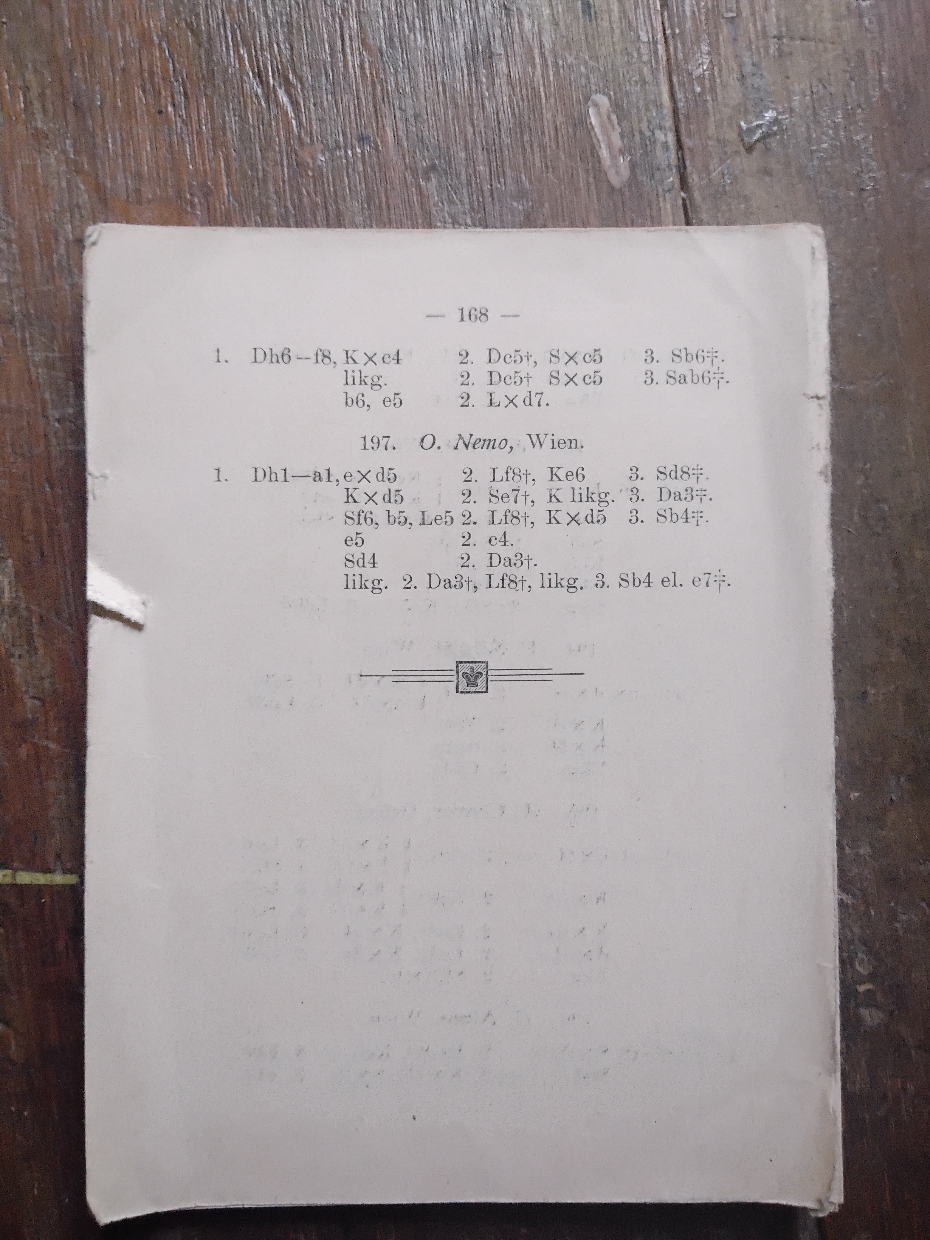 — 168 —
1. Dh6—f8, K×c4 2. Dc5†, S×c5 3. Sb6‡.
likg. 2. Dc5† S×c5 3. Sab6‡.
b6, e5 2. L×d7.
197. O. Nemo, Wien.
1. Dh1—a1, e×d5 2. Lf8†, Ke6 3. Sd8‡.
K×d5 2. Se7†, K likg. 3. Da3‡.
Sf6, b5, Le5 2. Lf8†, K×d5 3. Sb4‡.
e5 2. c4.
Sd4 2. Da3†.
likg. 2. Da3†, Lf8†, likg. 3. Sb4 el. e7‡.